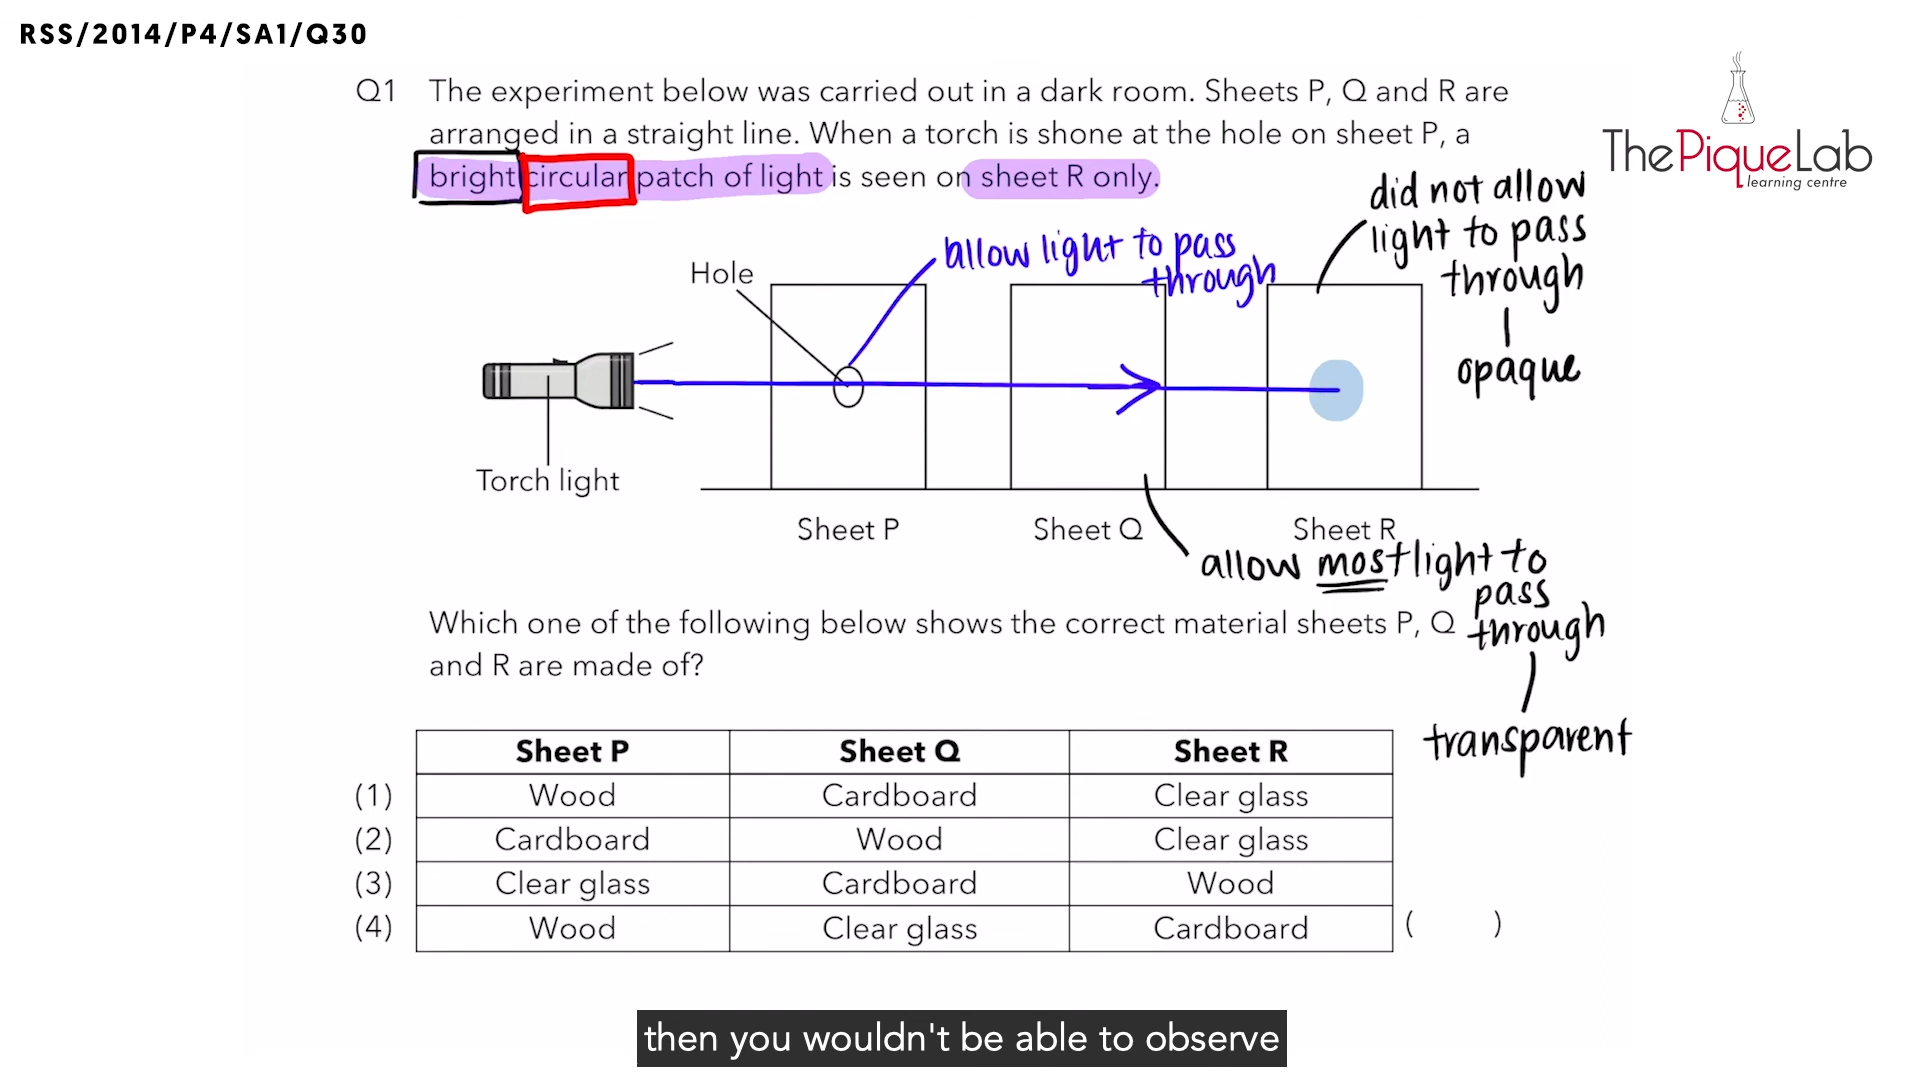 RSS/2014/P4/SA1/Q30
ThePiqueLab
learning centre
Q1 The experiment below was carried out in a dark room. Sheets P, Q and R are
arranged in a straight line. When a torch is shone at the hole on sheet P, a
bright circular patch of light is seen on sheet R only.
did not allow
light to pass
through
opaque
allow light to pass
through
Hole
Torch light
Sheet P Sheet Q Sheet R
allow most light to
pass
through
transparent
Which one of the following below shows the correct material sheets P, Q
and R are made of?
Sheet P Sheet Q Sheet R
(1) Wood Cardboard Clear glass
(2) Cardboard Wood Clear glass
(3) Clear glass Cardboard Wood
(4) Wood Clear glass Cardboard ( )
then you wouldn't be able to observe